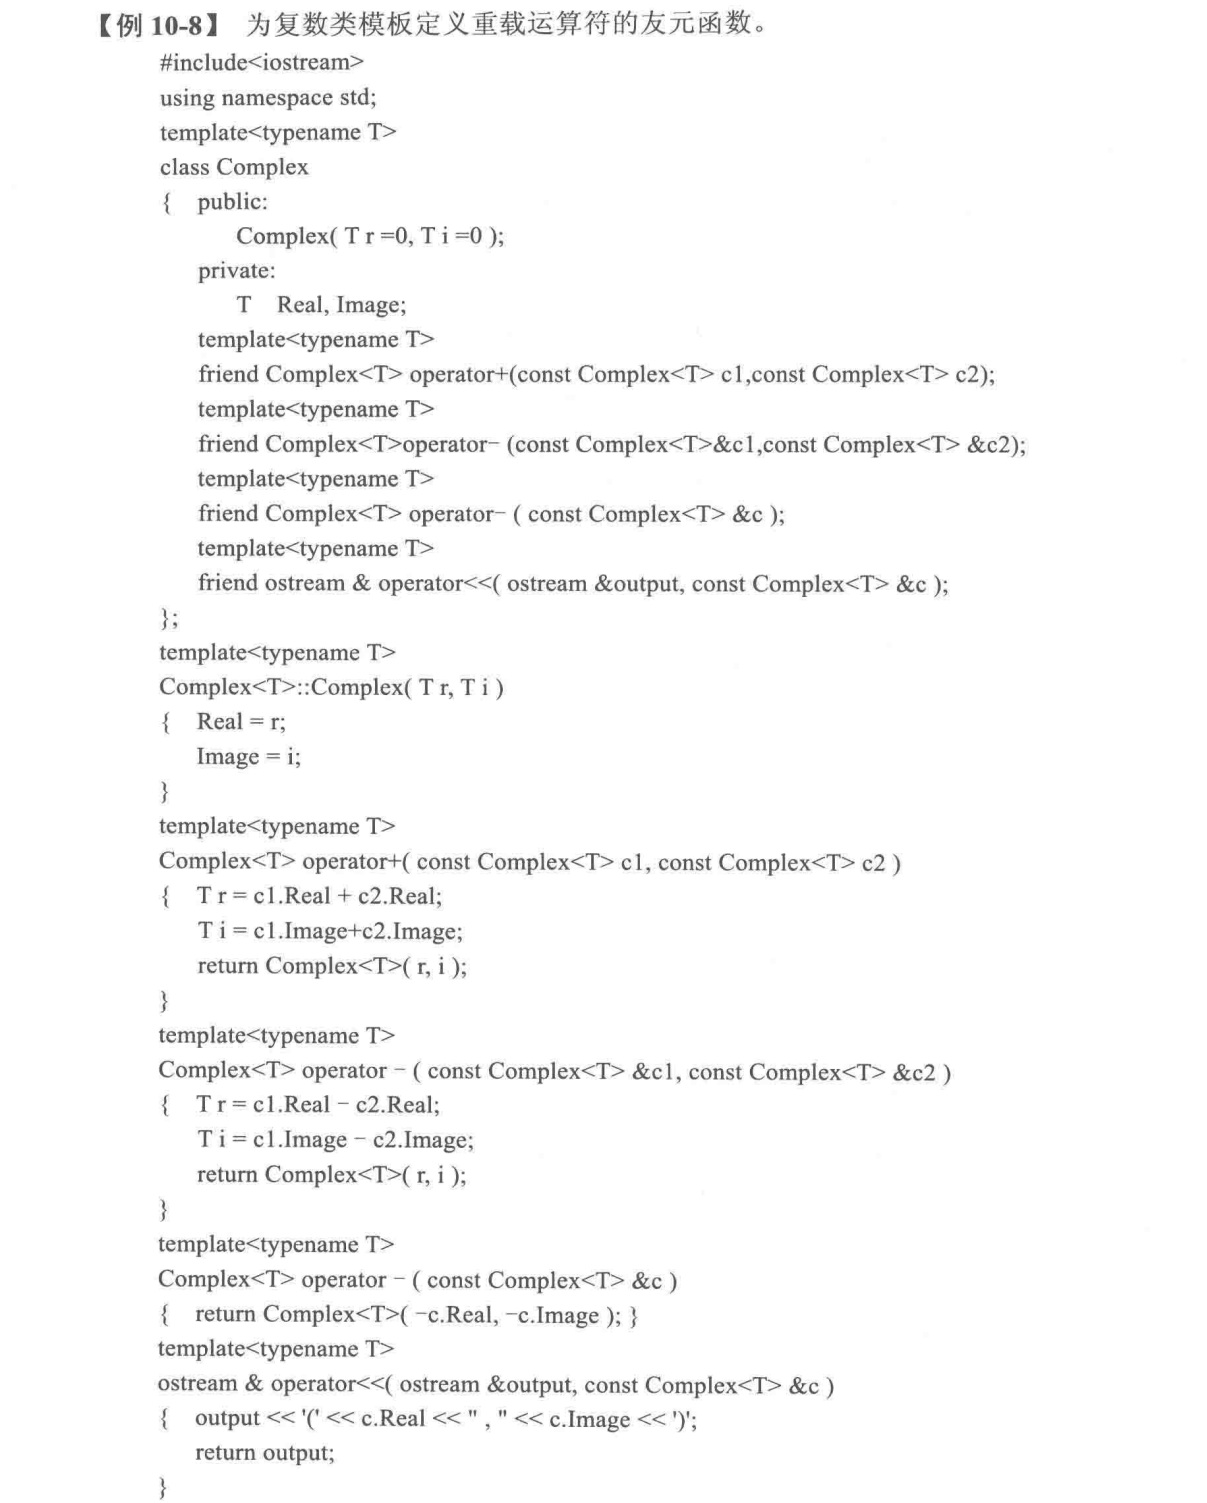 【例 10-8】 为复数类模板定义重载运算符的友元函数。
#include<iostream>
using namespace std;
template<typename T>
class Complex
{ public:
Complex( T r =0, T i =0 );
private:
T Real, Image;
template<typename T>
friend Complex<T> operator+(const Complex<T> c1,const Complex<T> c2);
template<typename T>
friend Complex<T>operator- (const Complex<T>&c1,const Complex<T> &c2);
template<typename T>
friend Complex<T> operator- ( const Complex<T> &c );
template<typename T>
friend ostream & operator<<( ostream &output, const Complex<T> &c );
};
template<typename T>
Complex<T>::Complex( T r, T i )
{ Real = r;
Image = i;
}
template<typename T>
Complex<T> operator+( const Complex<T> c1, const Complex<T> c2 )
{ T r = c1.Real + c2.Real;
T i = c1.Image+c2.Image;
return Complex<T>( r, i );
}
template<typename T>
Complex<T> operator - ( const Complex<T> &c1, const Complex<T> &c2 )
{ T r = c1.Real - c2.Real;
T i = c1.Image - c2.Image;
return Complex<T>( r, i );
}
template<typename T>
Complex<T> operator - ( const Complex<T> &c )
{ return Complex<T>( -c.Real, -c.Image ); }
template<typename T>
ostream & operator<<( ostream &output, const Complex<T> &c )
{ output << '(' << c.Real << " , " << c.Image << ')';
return output;
}